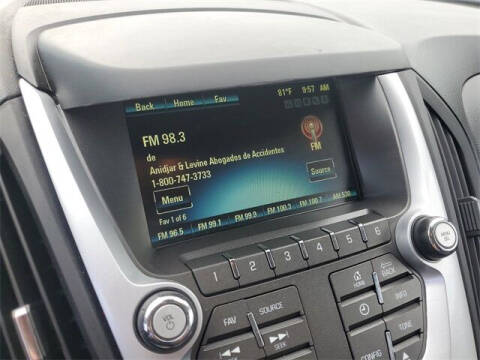 Back Home Fav 81°F 9:57 AM
FM 98.3
de
Anidjar & Levine Abogados de Accidentes
1-800-747-3733
FM
Menu
Source
Fav 1 of 6
FM 96.5 FM 99.1 FM 99.9 FM 100.3 FM 100.7 AM 530
1 2 3 4 5 6
VOL
FAV SOURCE
SEEK
HOME BACK
INFO
CONFIG TONE
MENU SEL